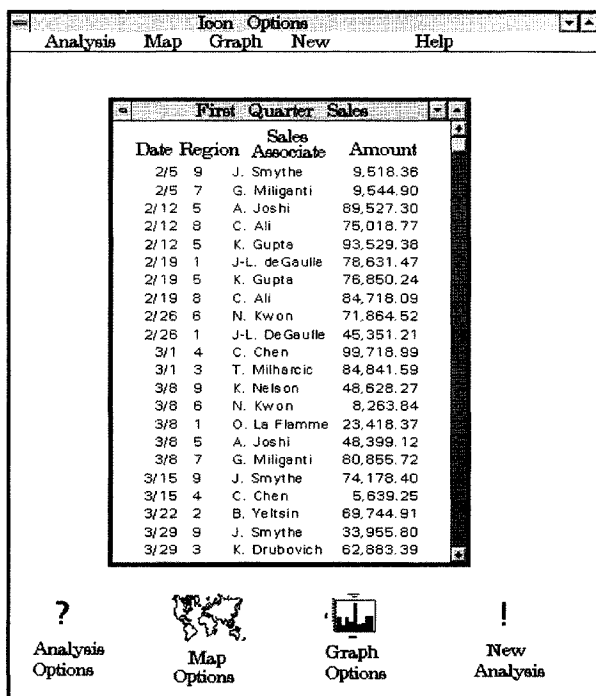 Icon Options
Analysis Map Graph New Help
First Quarter Sales
Date Region Sales Associate Amount
2/5 9 J. Smythe 9,518.36
2/5 7 G. Miliganti 9,544.90
2/12 5 A. Joshi 89,527.30
2/12 8 C. Ali 75,018.77
2/12 5 K. Gupta 93,529.38
2/19 1 J-L. deGaulle 78,631.47
2/19 5 K. Gupta 76,850.24
2/19 8 C. Ali 84,718.09
2/26 6 N. Kwon 71,864.52
2/26 1 J-L. DeGaulle 45,351.21
3/1 4 C. Chen 99,718.99
3/1 3 T. Milharcic 84,841.59
3/8 9 K. Nelson 48,628.27
3/8 6 N. Kwon 8,263.84
3/8 1 O. La Flamme 23,418.37
3/8 5 A. Joshi 48,399.12
3/8 7 G. Miliganti 80,855.72
3/15 9 J. Smythe 74,178.40
3/15 4 C. Chen 5,639.25
3/22 2 B. Yeltsin 69,744.91
3/29 9 J. Smythe 33,955.80
3/29 3 K. Drubovich 62,883.39
? !
Analysis Options
Map Options
Graph Options
New Analysis